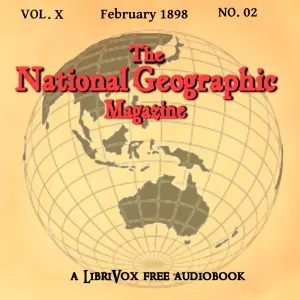 VOL. X February 1898 NO. 02
The
National Geographic
Magazine
A LIBRIVOX FREE AUDIOBOOK